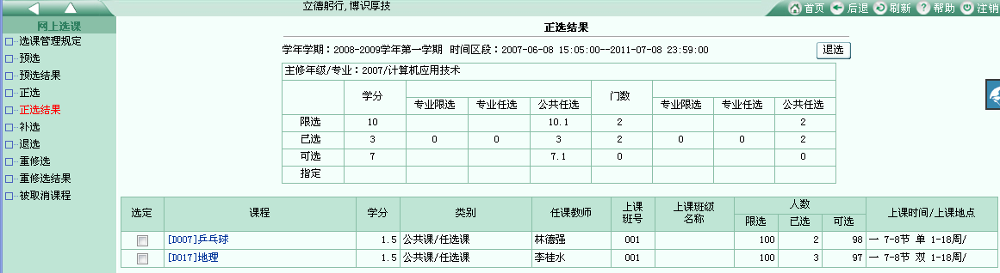 立德躬行,博识厚技
首页 后退 刷新 帮助 注销
网上选课
选课管理规定
预选
预选结果
正选
正选结果
补选
退选
重修选
重修选结果
被取消课程
正选结果
学年学期：2008-2009学年第一学期 时间区段：2007-06-08 15:05:00--2011-07-08 23:59:00 退选
主修年级/专业：2007/计算机应用技术
学分 门数
专业限选 专业任选 公共任选 专业限选 专业任选 公共任选
限选 10 10.1 2 2
已选 3 0 0 3 2 0 0 2
可选 7 7.1 0 0
指定
选定 课程 学分 类别 任课教师 上课班号 上课班级名称 人数 上课时间/上课地点
限选 已选 可选
[D007]乒乓球 1.5 公共课/任选课 林德强 001 100 2 98 一 7-8节 单 1-18周/
[D017]地理 1.5 公共课/任选课 李桂水 001 100 3 97 一 7-8节 双 1-18周/